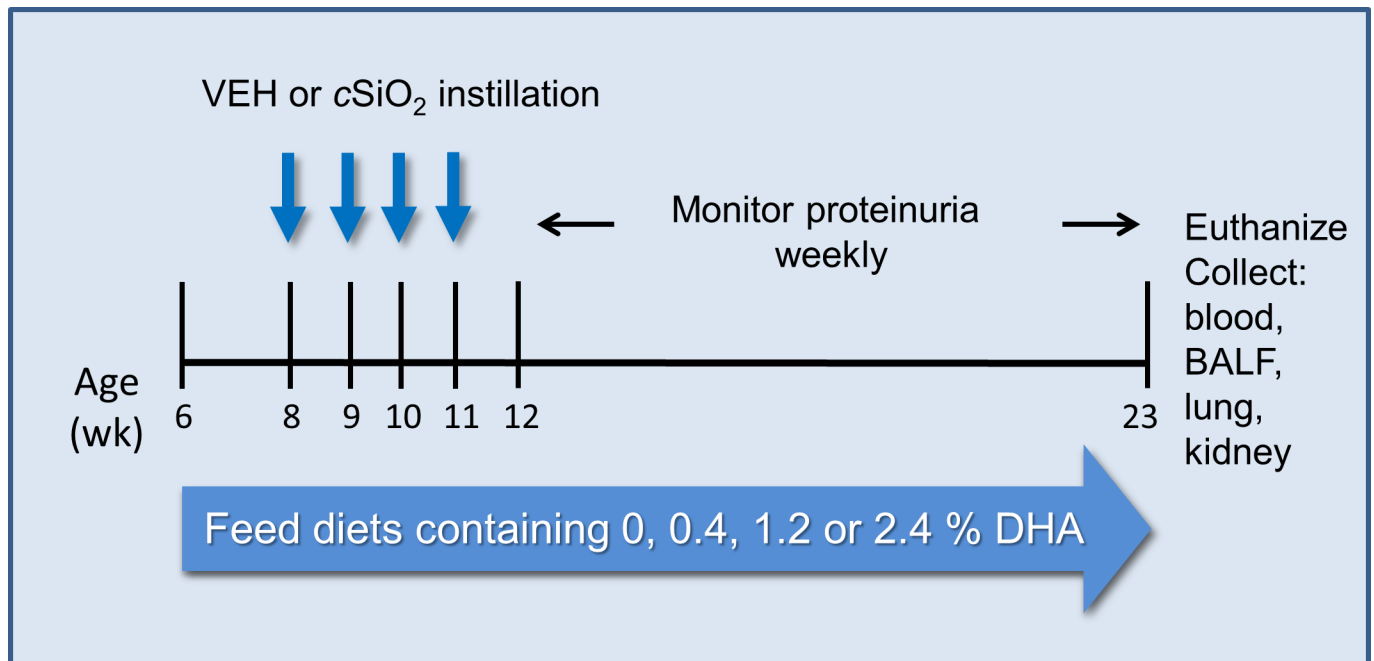 VEH or cSiO₂ instillation
Monitor proteinuria
weekly
Euthanize
Collect:
blood,
BALF,
lung,
kidney
Age
(wk)
6 8 9 10 11 12 23
Feed diets containing 0, 0.4, 1.2 or 2.4 % DHA